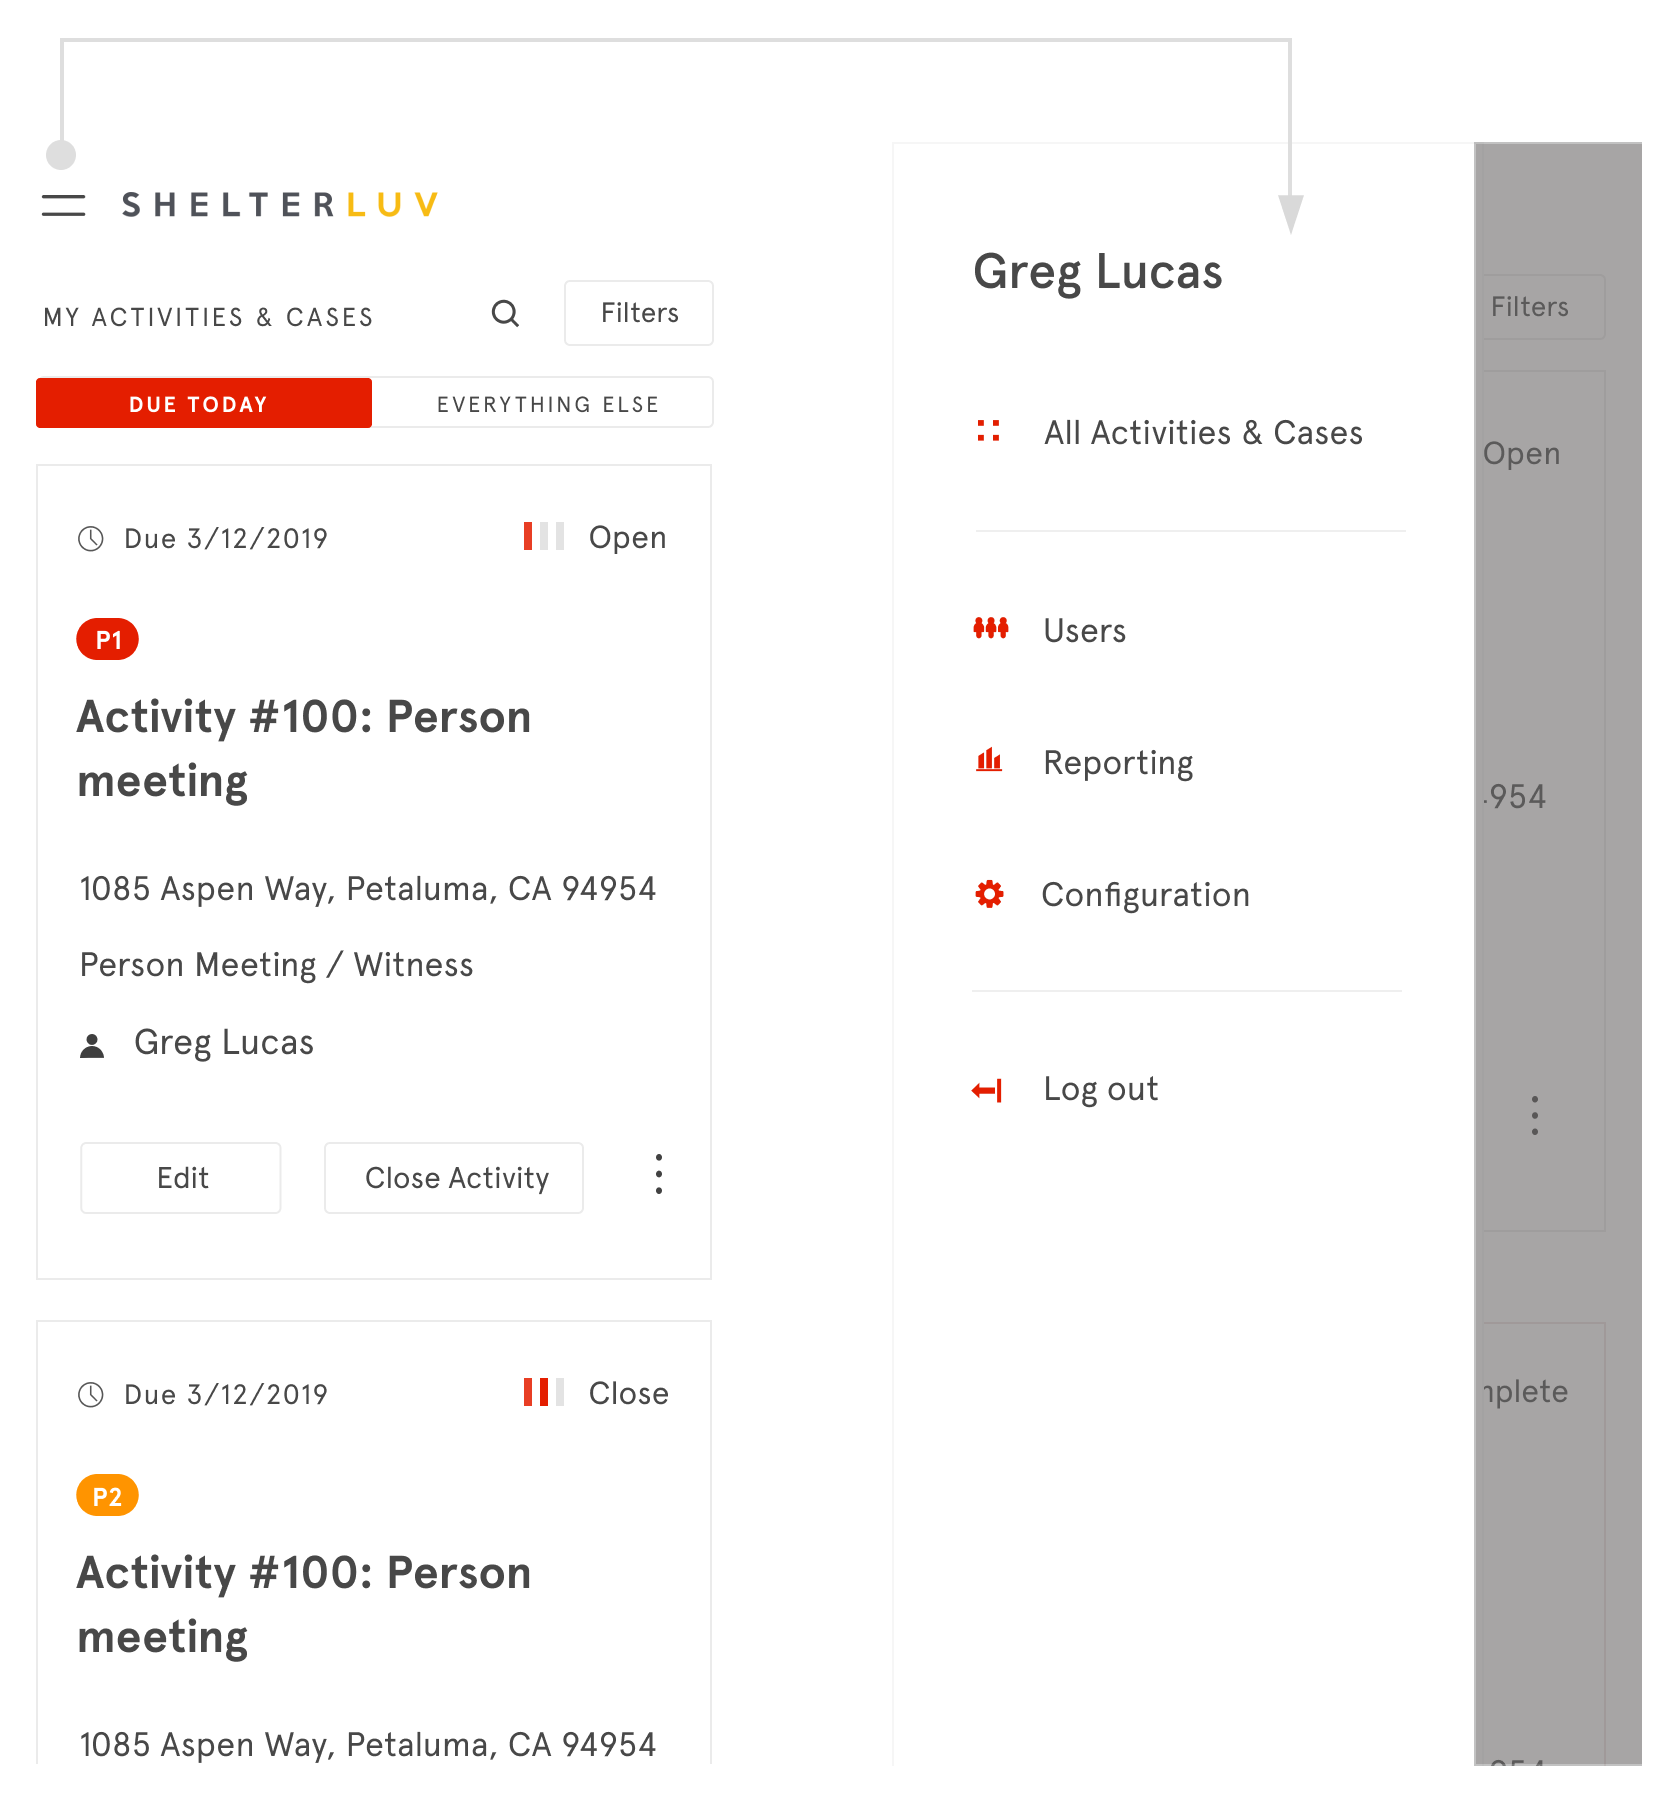 SHELTERLUV
MY ACTIVITIES & CASES
Filters
DUE TODAY
EVERYTHING ELSE
Due 3/12/2019
Open
P1
Activity #100: Person
meeting
1085 Aspen Way, Petaluma, CA 94954
Person Meeting / Witness
Greg Lucas
Edit
Close Activity
Due 3/12/2019
Close
P2
Activity #100: Person
meeting
1085 Aspen Way, Petaluma, CA 94954
Greg Lucas
All Activities & Cases
Users
Reporting
Configuration
Log out
Filters
Open
954
plete